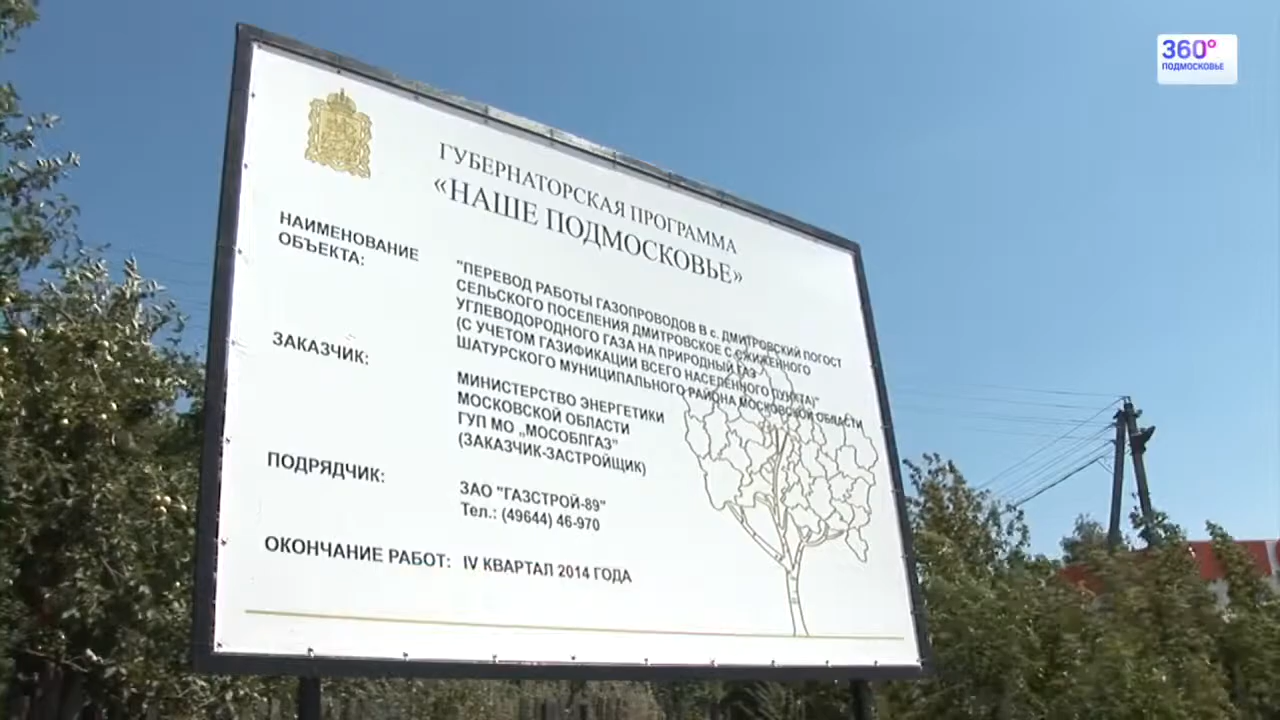 360°
ПОДМОСКОВЬЕ
ГУБЕРНАТОРСКАЯ ПРОГРАММА
«НАШЕ ПОДМОСКОВЬЕ»
НАИМЕНОВАНИЕ
ОБЪЕКТА:
"ПЕРЕВОД РАБОТЫ ГАЗОПРОВОДОВ В с. ДМИТРОВСКИЙ ПОГОСТ
СЕЛЬСКОГО ПОСЕЛЕНИЯ ДМИТРОВСКОЕ С СЖИЖЕННОГО
УГЛЕВОДОРОДНОГО ГАЗА НА ПРИРОДНЫЙ ГАЗ
(С УЧЕТОМ ГАЗИФИКАЦИИ ВСЕГО НАСЕЛЕННОГО ПУНКТА)"
ШАТУРСКОГО МУНИЦИПАЛЬНОГО РАЙОНА МОСКОВСКОЙ ОБЛАСТИ
ЗАКАЗЧИК:
МИНИСТЕРСТВО ЭНЕРГЕТИКИ
МОСКОВСКОЙ ОБЛАСТИ
ГУП МО „МОСОБЛГАЗ"
(ЗАКАЗЧИК-ЗАСТРОЙЩИК)
ПОДРЯДЧИК:
ЗАО "ГАЗСТРОЙ-89"
Тел.: (49644) 46-970
ОКОНЧАНИЕ РАБОТ: IV КВАРТАЛ 2014 ГОДА